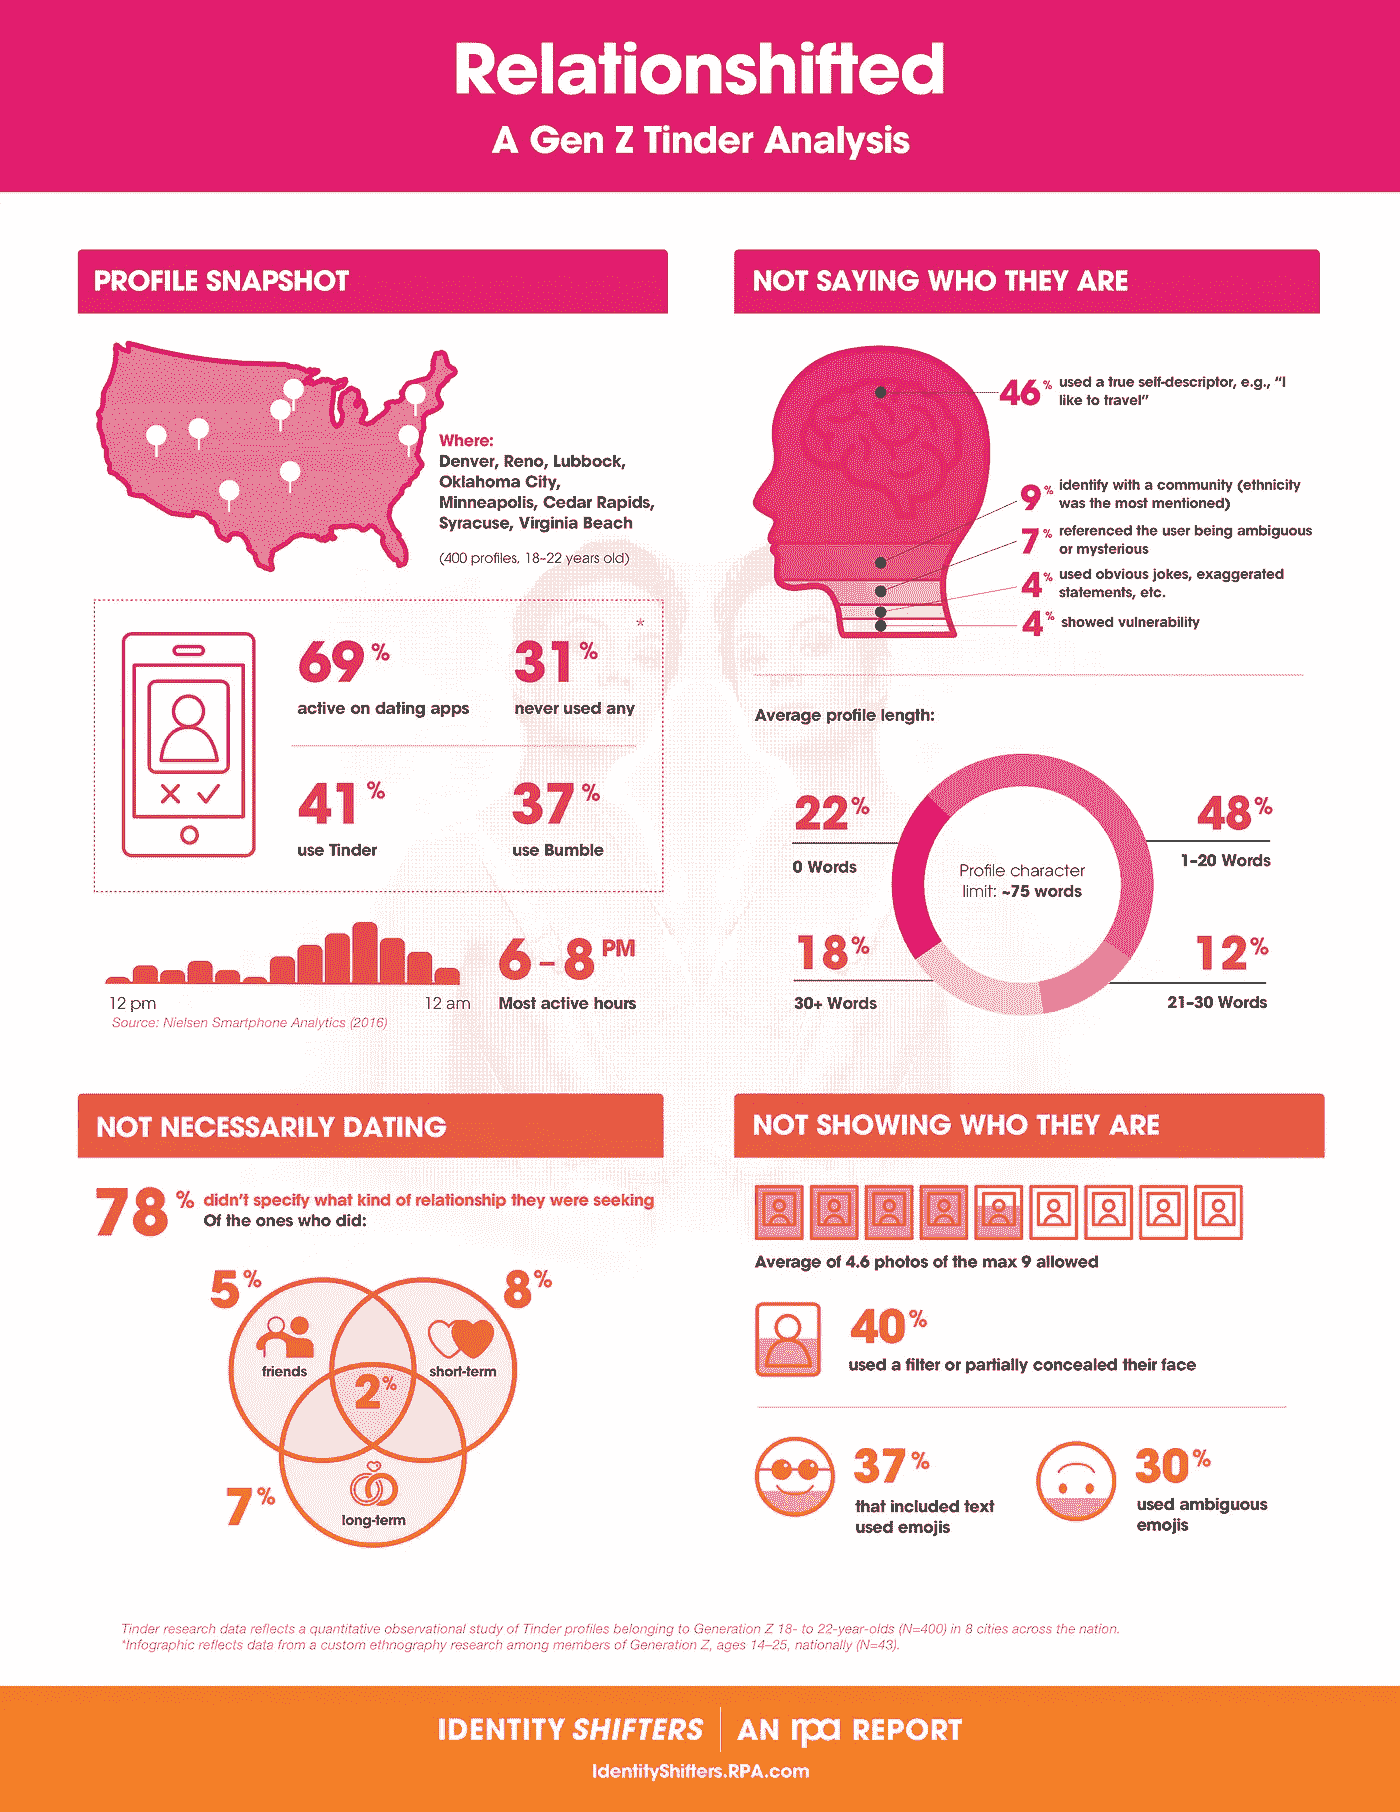 Relationshifted
A Gen Z Tinder Analysis
PROFILE SNAPSHOT
Where:
Denver, Reno, Lubbock,
Oklahoma City,
Minneapolis, Cedar Rapids,
Syracuse, Virginia Beach
(400 profiles, 18-22 years old)
*
69%
active on dating apps
31%
never used any
41%
use Tinder
37%
use Bumble
12 pm
12 am
Source: Nielsen Smartphone Analytics (2016)
6-8 PM
Most active hours
NOT SAYING WHO THEY ARE
46% used a true self-descriptor, e.g., "I
like to travel"
9% identify with a community (ethnicity
was the most mentioned)
7% referenced the user being ambiguous
or mysterious
4% used obvious jokes, exaggerated
statements, etc.
4% showed vulnerability
Average profile length:
22%
0 Words
48%
1-20 Words
Profile character
limit: ~75 words
18%
30+ Words
12%
21-30 Words
NOT NECESSARILY DATING
78% didn't specify what kind of relationship they were seeking
Of the ones who did:
5%
8%
friends
short-term
2%
7%
long-term
NOT SHOWING WHO THEY ARE
Average of 4.6 photos of the max 9 allowed
40%
used a filter or partially concealed their face
37%
that included text
used emojis
30%
used ambiguous
emojis
Tinder research data reflects a quantitative observational study of Tinder profiles belonging to Generation Z 18- to 22-year-olds (N=400) in 8 cities across the nation.
*Infographic reflects data from a custom ethnography research among members of Generation Z, ages 14–25, nationally (N=43).
IDENTITY SHIFTERS | AN rpa REPORT
IdentityShifters.RPA.com